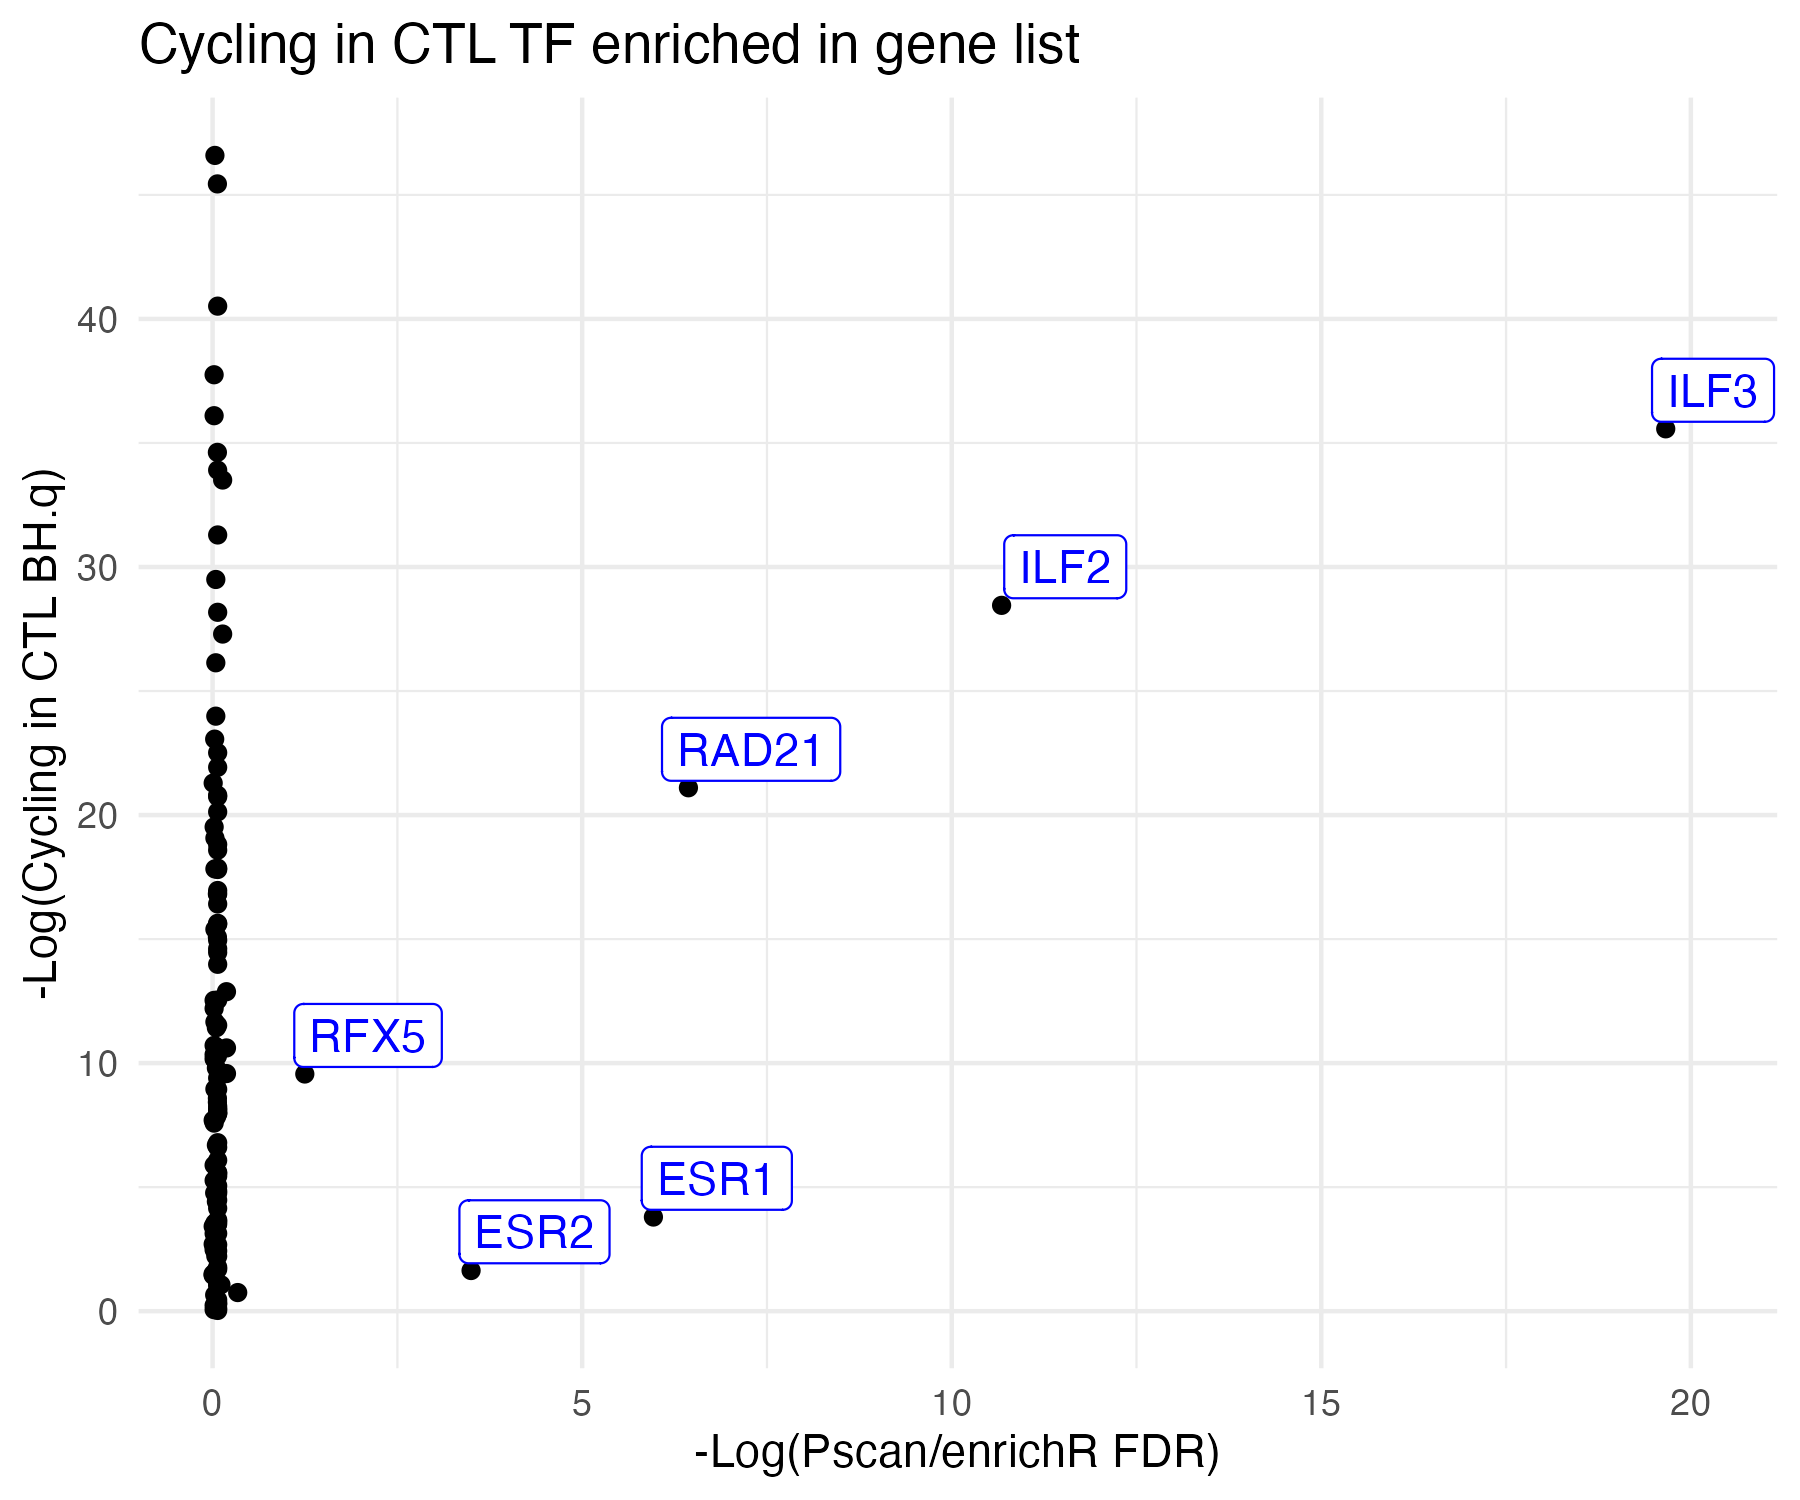 Cycling in CTL TF enriched in gene list
-Log(Cycling in CTL BH.q)
40
30
20
10
0
ILF3
ILF2
RAD21
RFX5
ESR1
ESR2
0 5 10 15 20
-Log(Pscan/enrichR FDR)